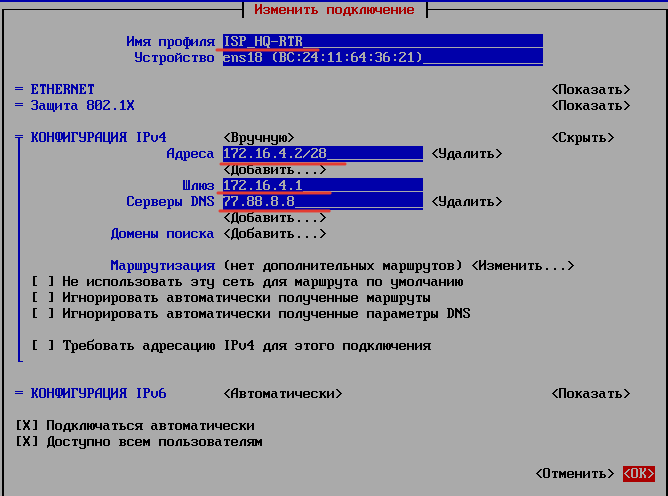 Изменить подключение
Имя профиля ISP_HQ-RTR
Устройство ens18 (BC:24:11:64:36:21)
= ETHERNET <Показать>
= Защита 802.1X <Показать>
КОНФИГУРАЦИЯ IPv4 <Вручную> <Скрыть>
Адреса 172.16.4.2/28 <Удалить>
<Добавить...>
Шлюз 172.16.4.1
Серверы DNS 77.88.8.8 <Удалить>
<Добавить...>
Домены поиска <Добавить...>
Маршрутизация (нет дополнительных маршрутов) <Изменить...>
[ ] Не использовать эту сеть для маршрута по умолчанию
[ ] Игнорировать автоматически полученные маршруты
[ ] Игнорировать автоматически полученные параметры DNS
[ ] Требовать адресацию IPv4 для этого подключения
= КОНФИГУРАЦИЯ IPv6 <Автоматически> <Показать>
[X] Подключаться автоматически
[X] Доступно всем пользователям
<Отменить> <OK>